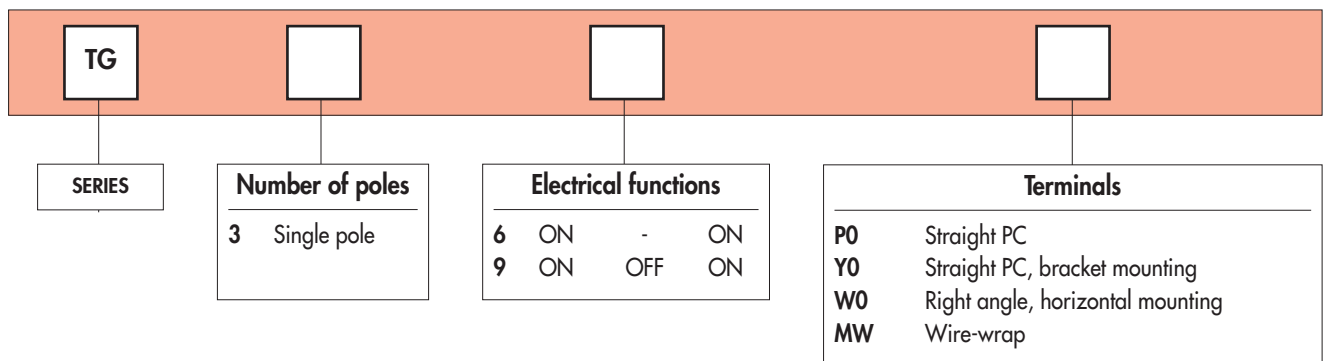 TG
SERIES
Number of poles
3 Single pole
Electrical functions
6 ON - ON
9 ON OFF ON
Terminals
P0 Straight PC
Y0 Straight PC, bracket mounting
W0 Right angle, horizontal mounting
MW Wire-wrap